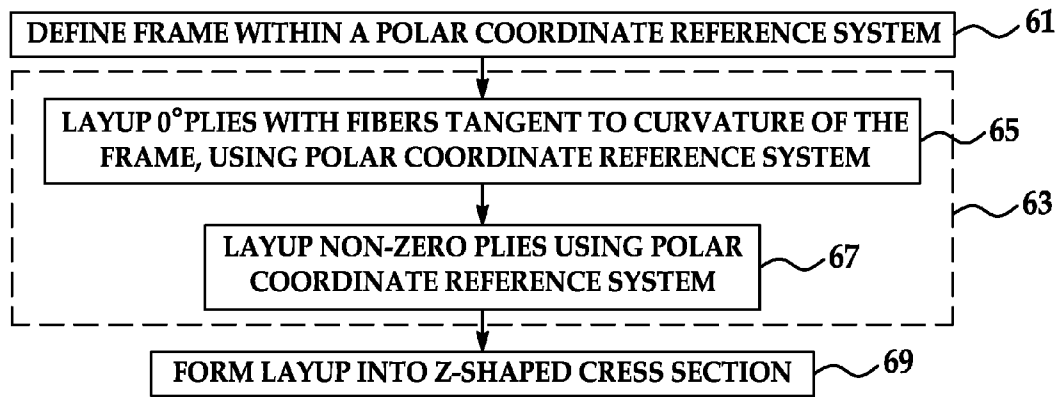 DEFINE FRAME WITHIN A POLAR COORDINATE REFERENCE SYSTEM
61
LAYUP 0° PLIES WITH FIBERS TANGENT TO CURVATURE OF THE
FRAME, USING POLAR COORDINATE REFERENCE SYSTEM
65
63
LAYUP NON-ZERO PLIES USING POLAR
COORDINATE REFERENCE SYSTEM
67
FORM LAYUP INTO Z-SHAPED CRESS SECTION
69